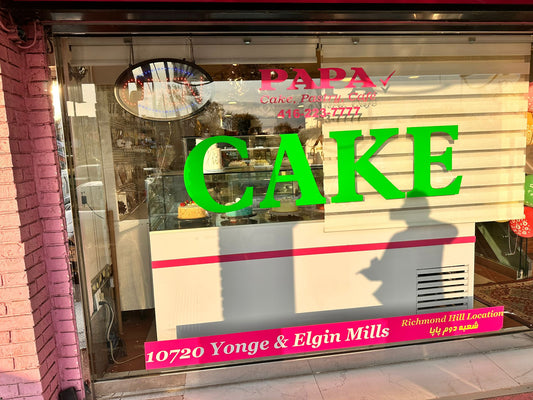 PAPA
Cake, Pastry, Café
416-223-7777
CAKE
10720 Yonge & Elgin Mills
Richmond Hill Location
شعبه دوم پاپا